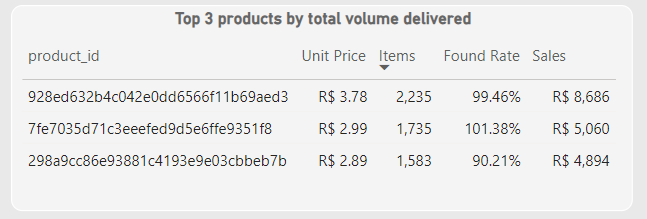 Top 3 products by total volume delivered
product_id Unit Price Items Found Rate Sales
928ed632b4c042e0dd6566f11b69aed3 R$ 3.78 2,235 99.46% R$ 8,686
7fe7035d71c3eeefed9d5e6ffe9351f8 R$ 2.99 1,735 101.38% R$ 5,060
298a9cc86e93881c4193e9e03cbbeb7b R$ 2.89 1,583 90.21% R$ 4,894